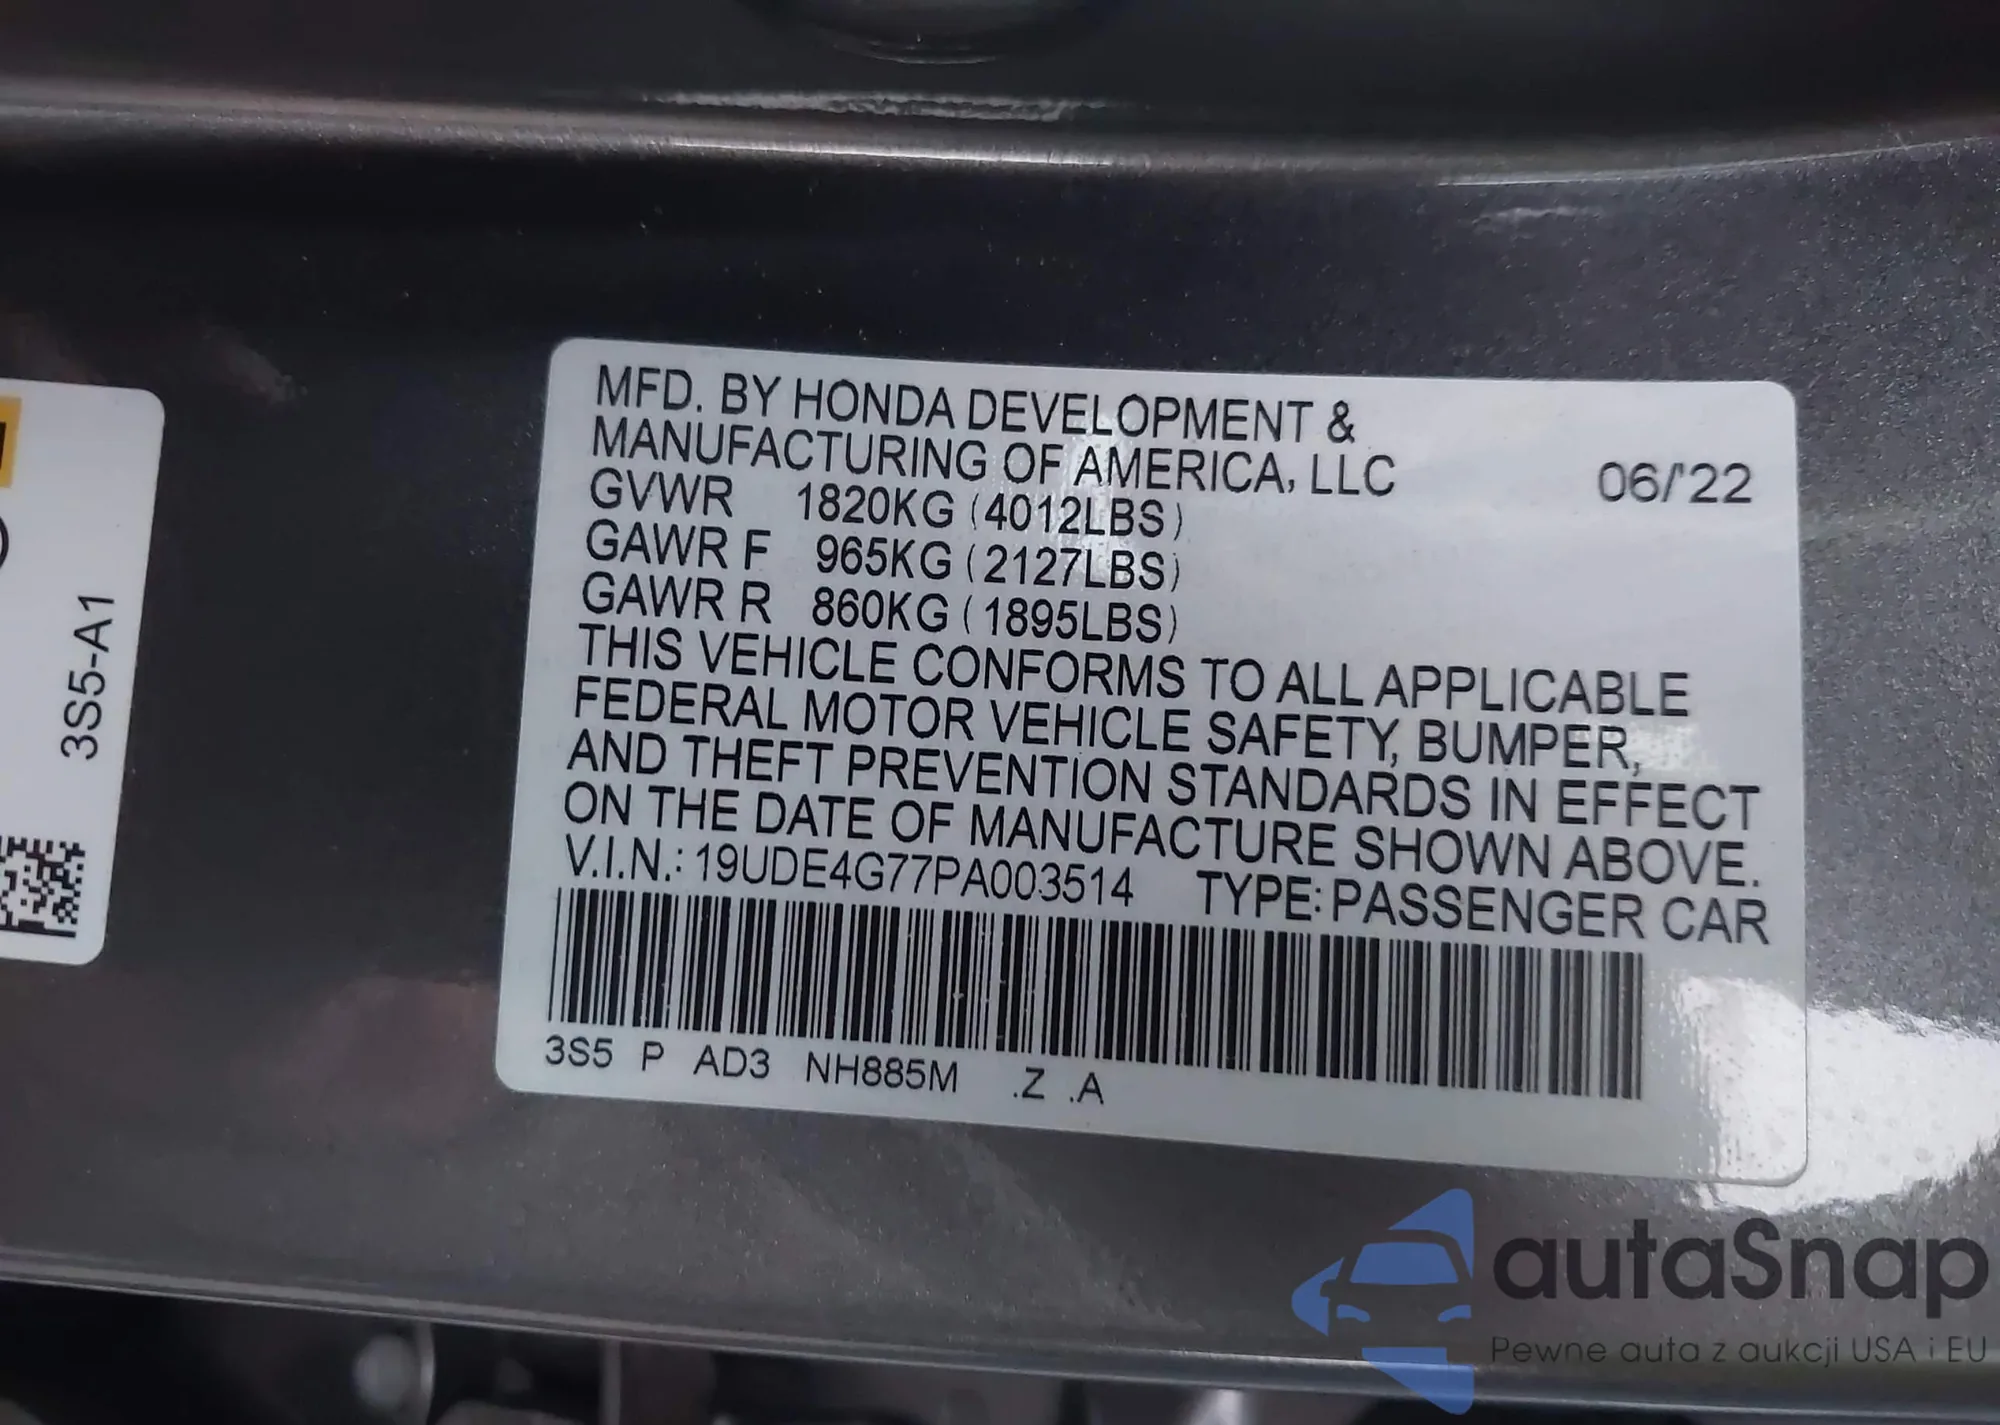 MFD. BY HONDA DEVELOPMENT &
MANUFACTURING OF AMERICA, LLC 06/'22
GVWR 1820KG (4012LBS)
GAWR F 965KG (2127LBS)
GAWR R 860KG (1895LBS)
THIS VEHICLE CONFORMS TO ALL APPLICABLE
FEDERAL MOTOR VEHICLE SAFETY, BUMPER,
AND THEFT PREVENTION STANDARDS IN EFFECT
ON THE DATE OF MANUFACTURE SHOWN ABOVE.
V.I.N.: 19UDE4G77PA003514 TYPE: PASSENGER CAR
3S5 P AD3 NH885M .Z .A
3S5-A1
autaSnap
Pewne auta z aukcji USA i EU